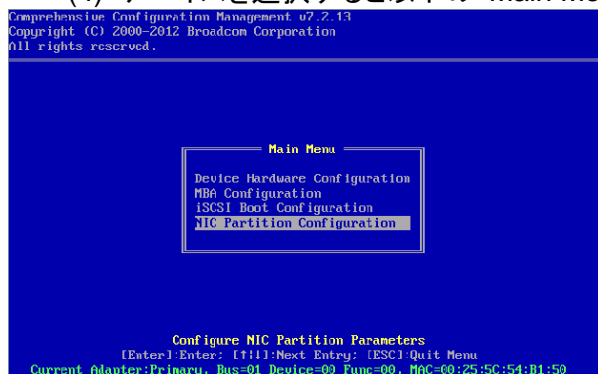 Comprehensive Configuration Management v7.2.13
Copyright (C) 2000-2012 Broadcom Corporation
All rights reserved.
Main Menu
Device Hardware Configuration
MBA Configuration
iSCSI Boot Configuration
NIC Partition Configuration
Configure NIC Partition Parameters
[Enter]:Enter; [↑|↓]:Next Entry; [ESC]:Quit Menu
Current Adapter:Primary, Bus=01 Device=00 Func=00, MAC=00:25:5C:54:B1:50